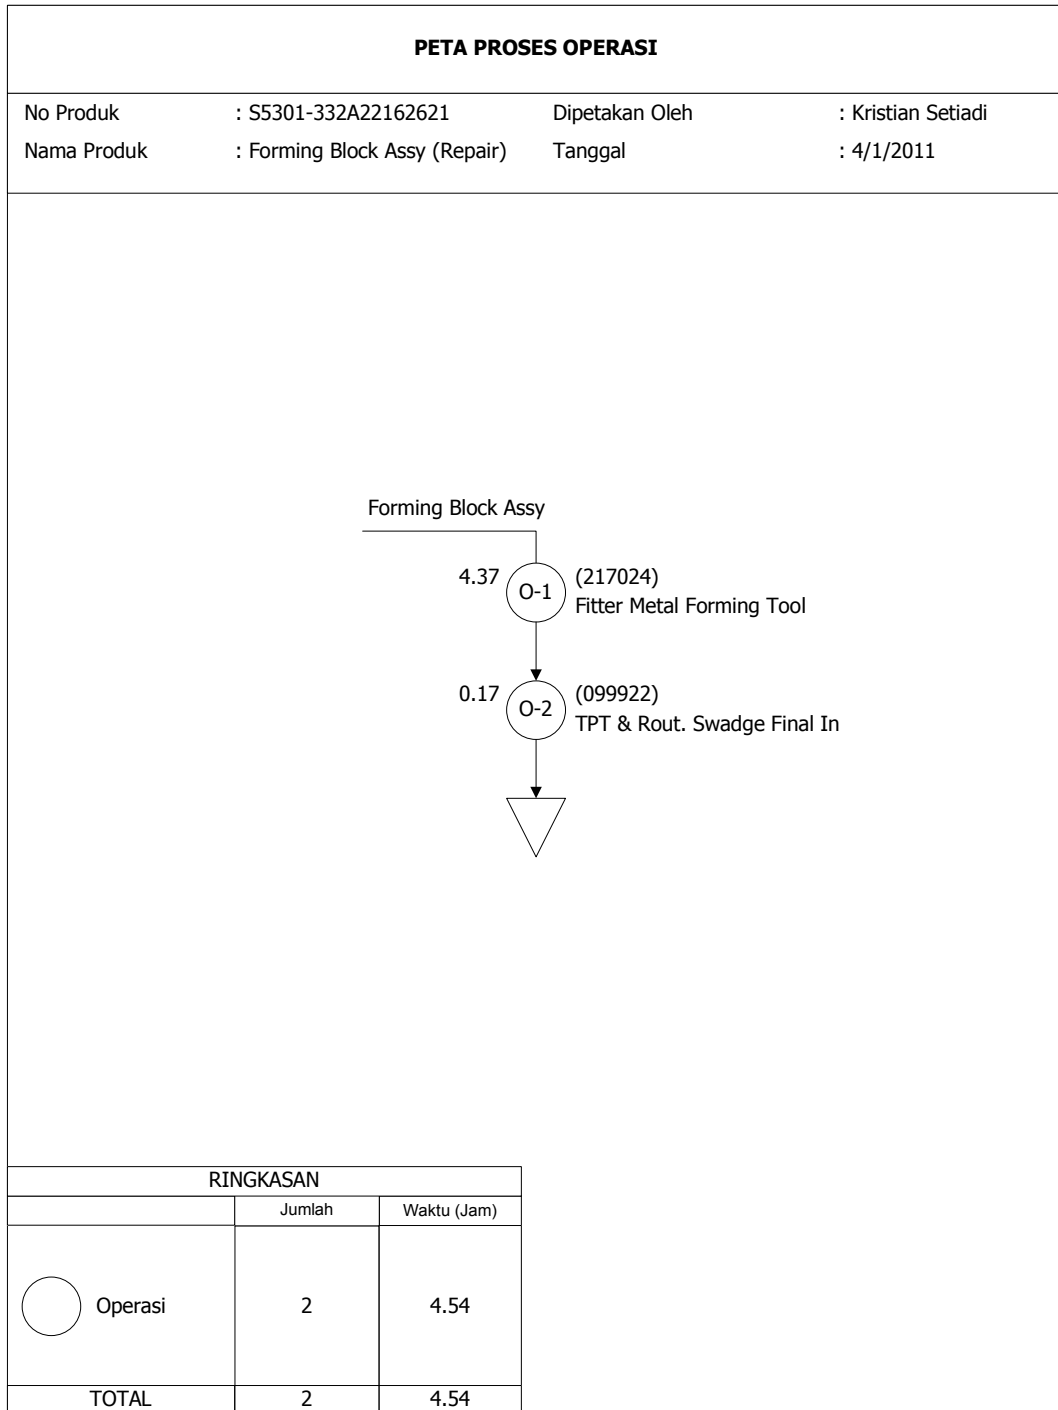 PETA PROSES OPERASI
No Produk : S5301-332A22162621 Dipetakan Oleh : Kristian Setiadi
Nama Produk : Forming Block Assy (Repair) Tanggal : 4/1/2011
Forming Block Assy
4.37 O-1 (217024)
Fitter Metal Forming Tool
0.17 O-2 (099922)
TPT & Rout. Swadge Final In
RINGKASAN
Jumlah Waktu (Jam)
Operasi 2 4.54
TOTAL 2 4.54